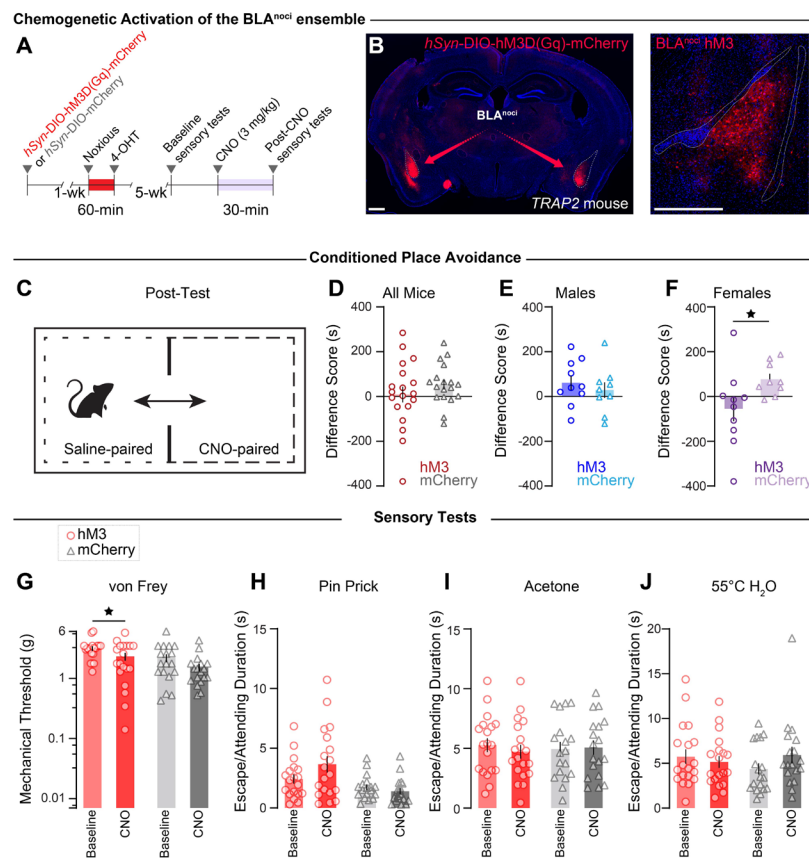 Chemogenetic Activation of the BLAnoci ensemble
A
hSyn-DIO-hM3D(Gq)-mCherry
or hSyn-DIO-mCherry
Noxious
4-OHT
Baseline
sensory tests
CNO (3 mg/kg)
Post-CNO
sensory tests
1-wk
5-wk
60-min
30-min
B
hSyn-DIO-hM3D(Gq)-mCherry
BLAnoci
TRAP2 mouse
BLAnoci hM3
Conditioned Place Avoidance
C
Post-Test
Saline-paired
CNO-paired
D
All Mice
Difference Score (s)
400
200
0
-200
-400
hM3
mCherry
E
Males
Difference Score (s)
400
200
0
-200
-400
hM3
mCherry
F
Females
Difference Score (s)
400
200
0
-200
-400
hM3
mCherry
Sensory Tests
hM3
mCherry
G
von Frey
Mechanical Threshold (g)
6
1
0.1
0.01
Baseline
CNO
Baseline
CNO
H
Pin Prick
Escape/Attending Duration (s)
15
10
5
0
Baseline
CNO
Baseline
CNO
I
Acetone
Escape/Attending Duration (s)
15
10
5
0
Baseline
CNO
Baseline
CNO
J
55°C H2O
Escape/Attending Duration (s)
20
15
10
5
0
Baseline
CNO
Baseline
CNO